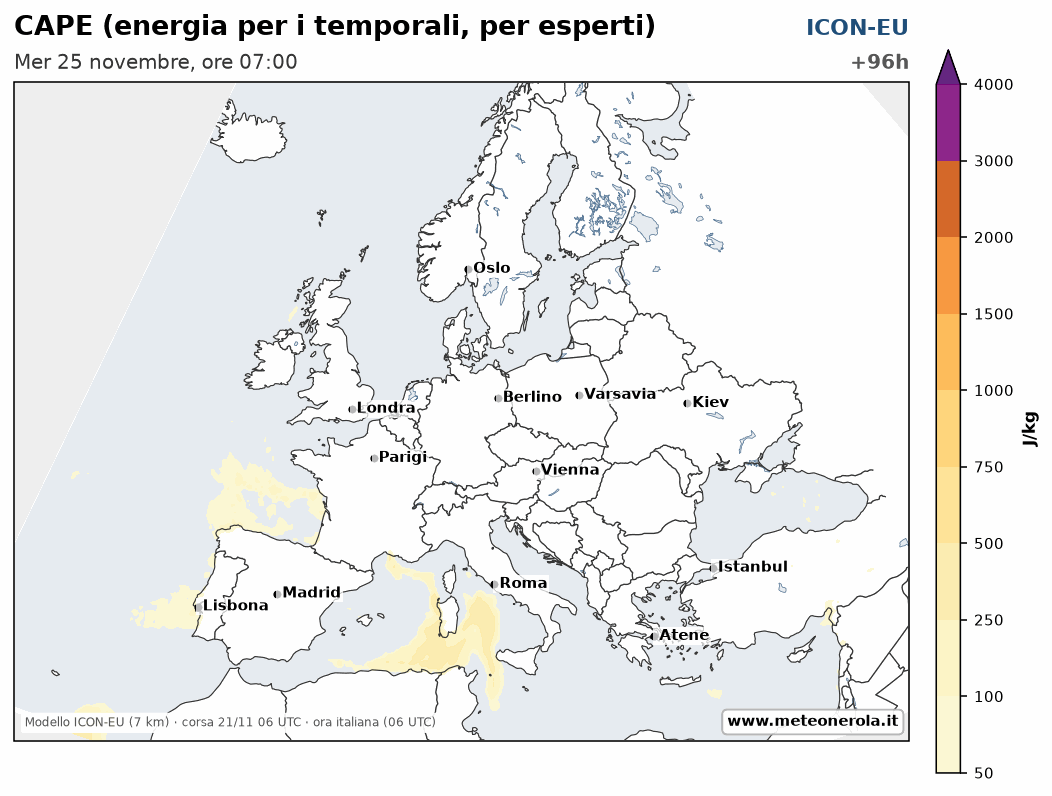 CAPE (energia per i temporali, per esperti)
ICON-EU
Mer 25 novembre, ore 07:00
+96h
4000
3000
2000
1500
1000
750
500
250
100
50
J/kg
Oslo
Londra
Berlino
Varsavia
Kiev
Parigi
Vienna
Istanbul
Roma
Madrid
Lisbona
Atene
Modello ICON-EU (7 km) · corsa 21/11 06 UTC · ora italiana (06 UTC)
www.meteonerola.it